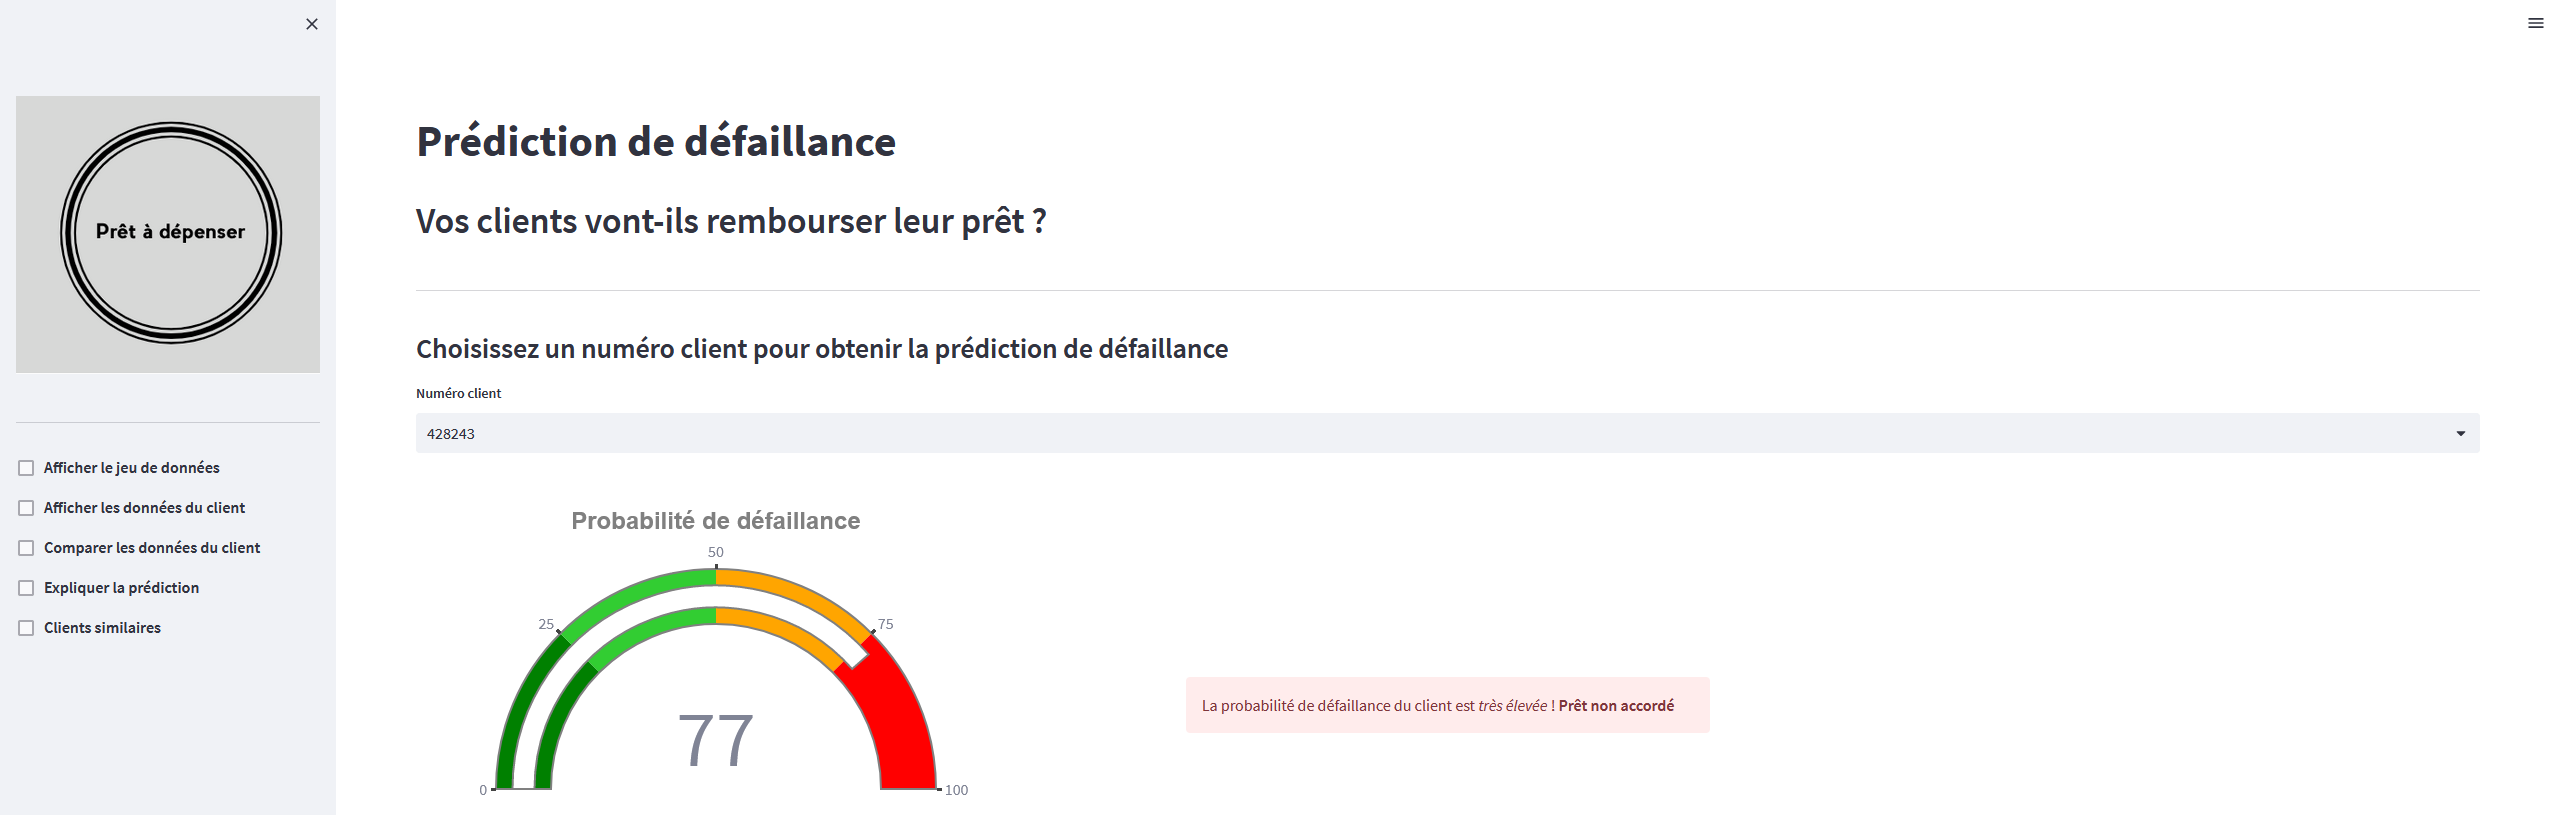 Prêt à dépenser
Afficher le jeu de données
Afficher les données du client
Comparer les données du client
Expliquer la prédiction
Clients similaires
Prédiction de défaillance
Vos clients vont-ils rembourser leur prêt ?
Choisissez un numéro client pour obtenir la prédiction de défaillance
Numéro client
428243
Probabilité de défaillance
50
25
75
77
0
100
La probabilité de défaillance du client est très élevée ! Prêt non accordé